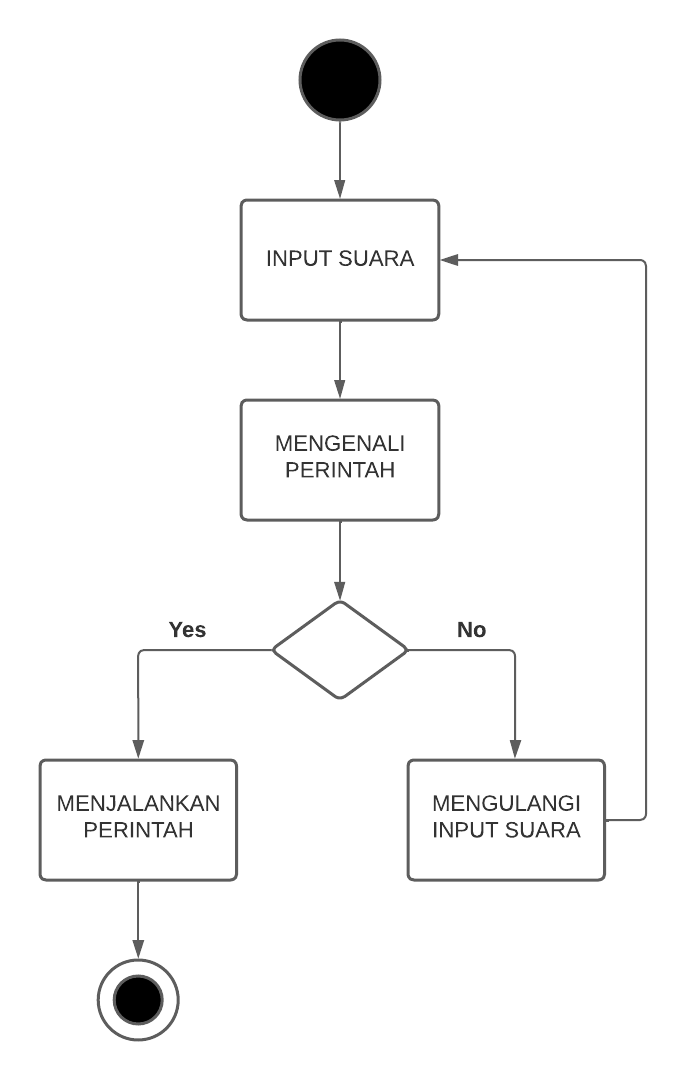 INPUT SUARA
MENGENALI
PERINTAH
Yes
No
MENJALANKAN
PERINTAH
MENGULANGI
INPUT SUARA